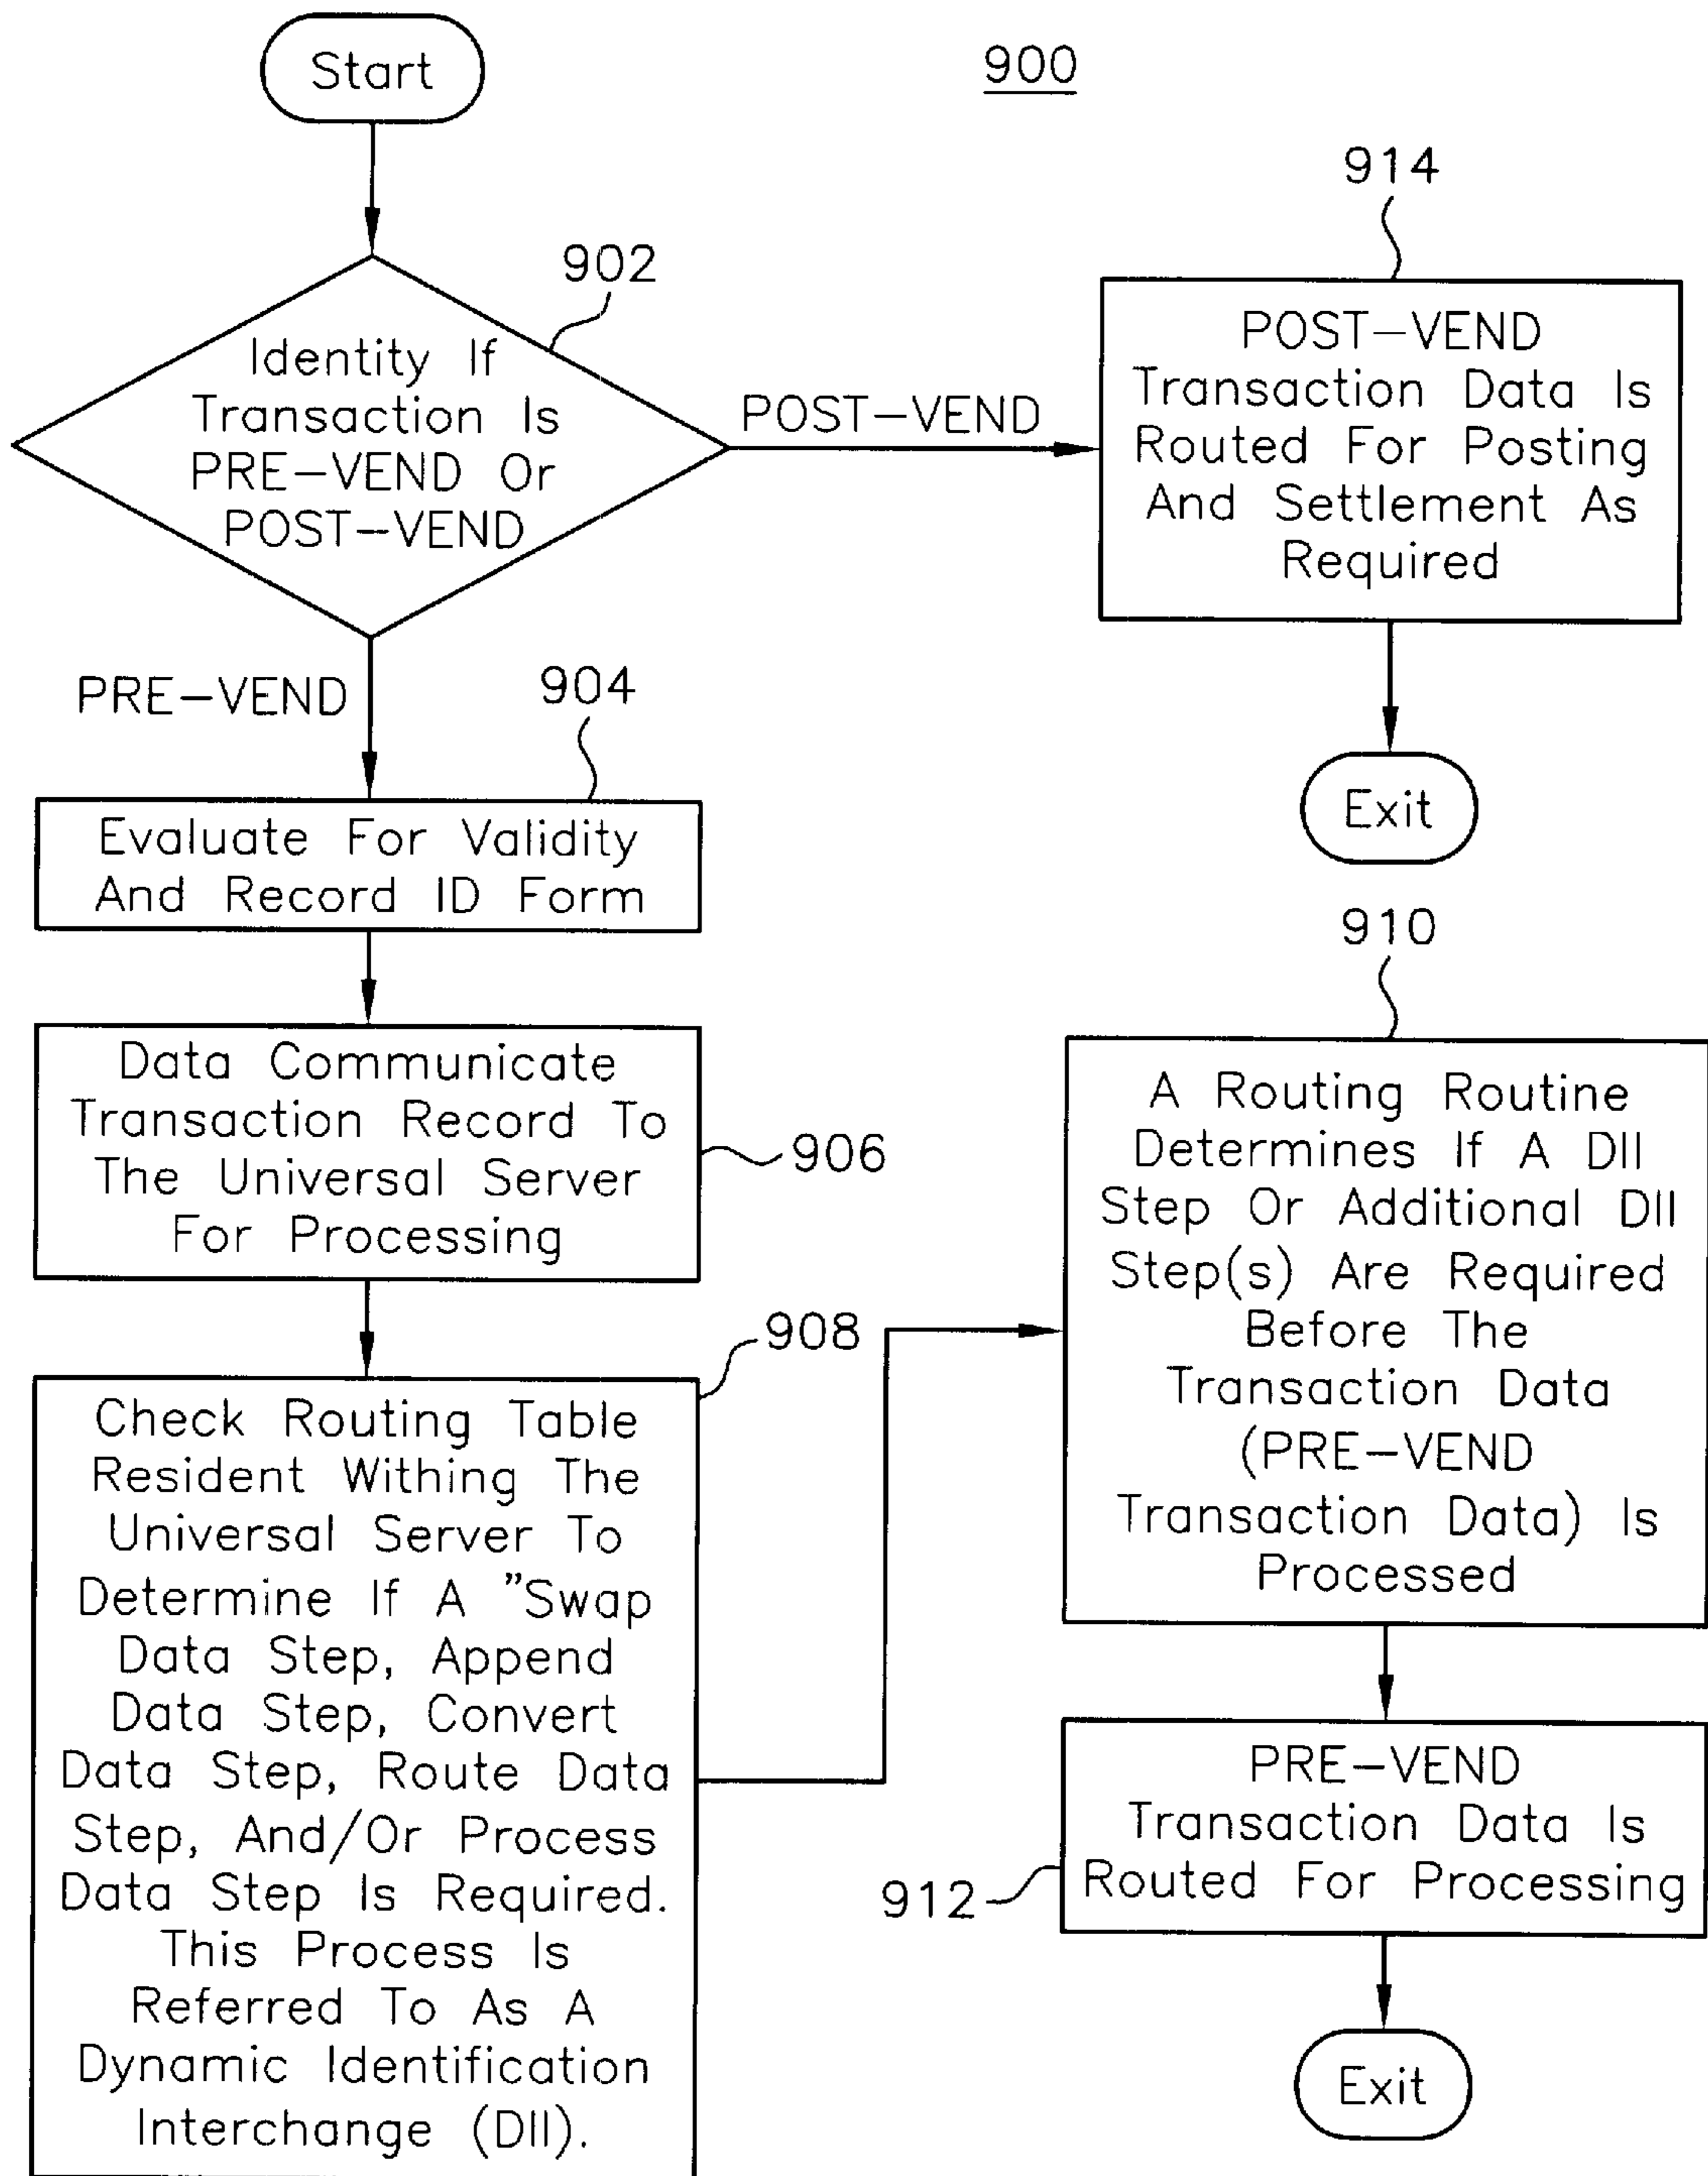 Start
900
902
Identity If
Transaction Is
PRE-VEND Or
POST-VEND
POST-VEND
914
POST-VEND
Transaction Data Is
Routed For Posting
And Settlement As
Required
Exit
PRE-VEND
904
Evaluate For Validity
And Record ID Form
Data Communicate
Transaction Record To
The Universal Server
For Processing
906
908
Check Routing Table
Resident Withing The
Universal Server To
Determine If A "Swap
Data Step, Append
Data Step, Convert
Data Step, Route Data
Step, And/Or Process
Data Step Is Required.
This Process Is
Referred To As A
Dynamic Identification
Interchange (DII).
910
A Routing Routine
Determines If A DII
Step Or Additional DII
Step(s) Are Required
Before The
Transaction Data
(PRE-VEND
Transaction Data) Is
Processed
PRE-VEND
Transaction Data Is
Routed For Processing
912
Exit